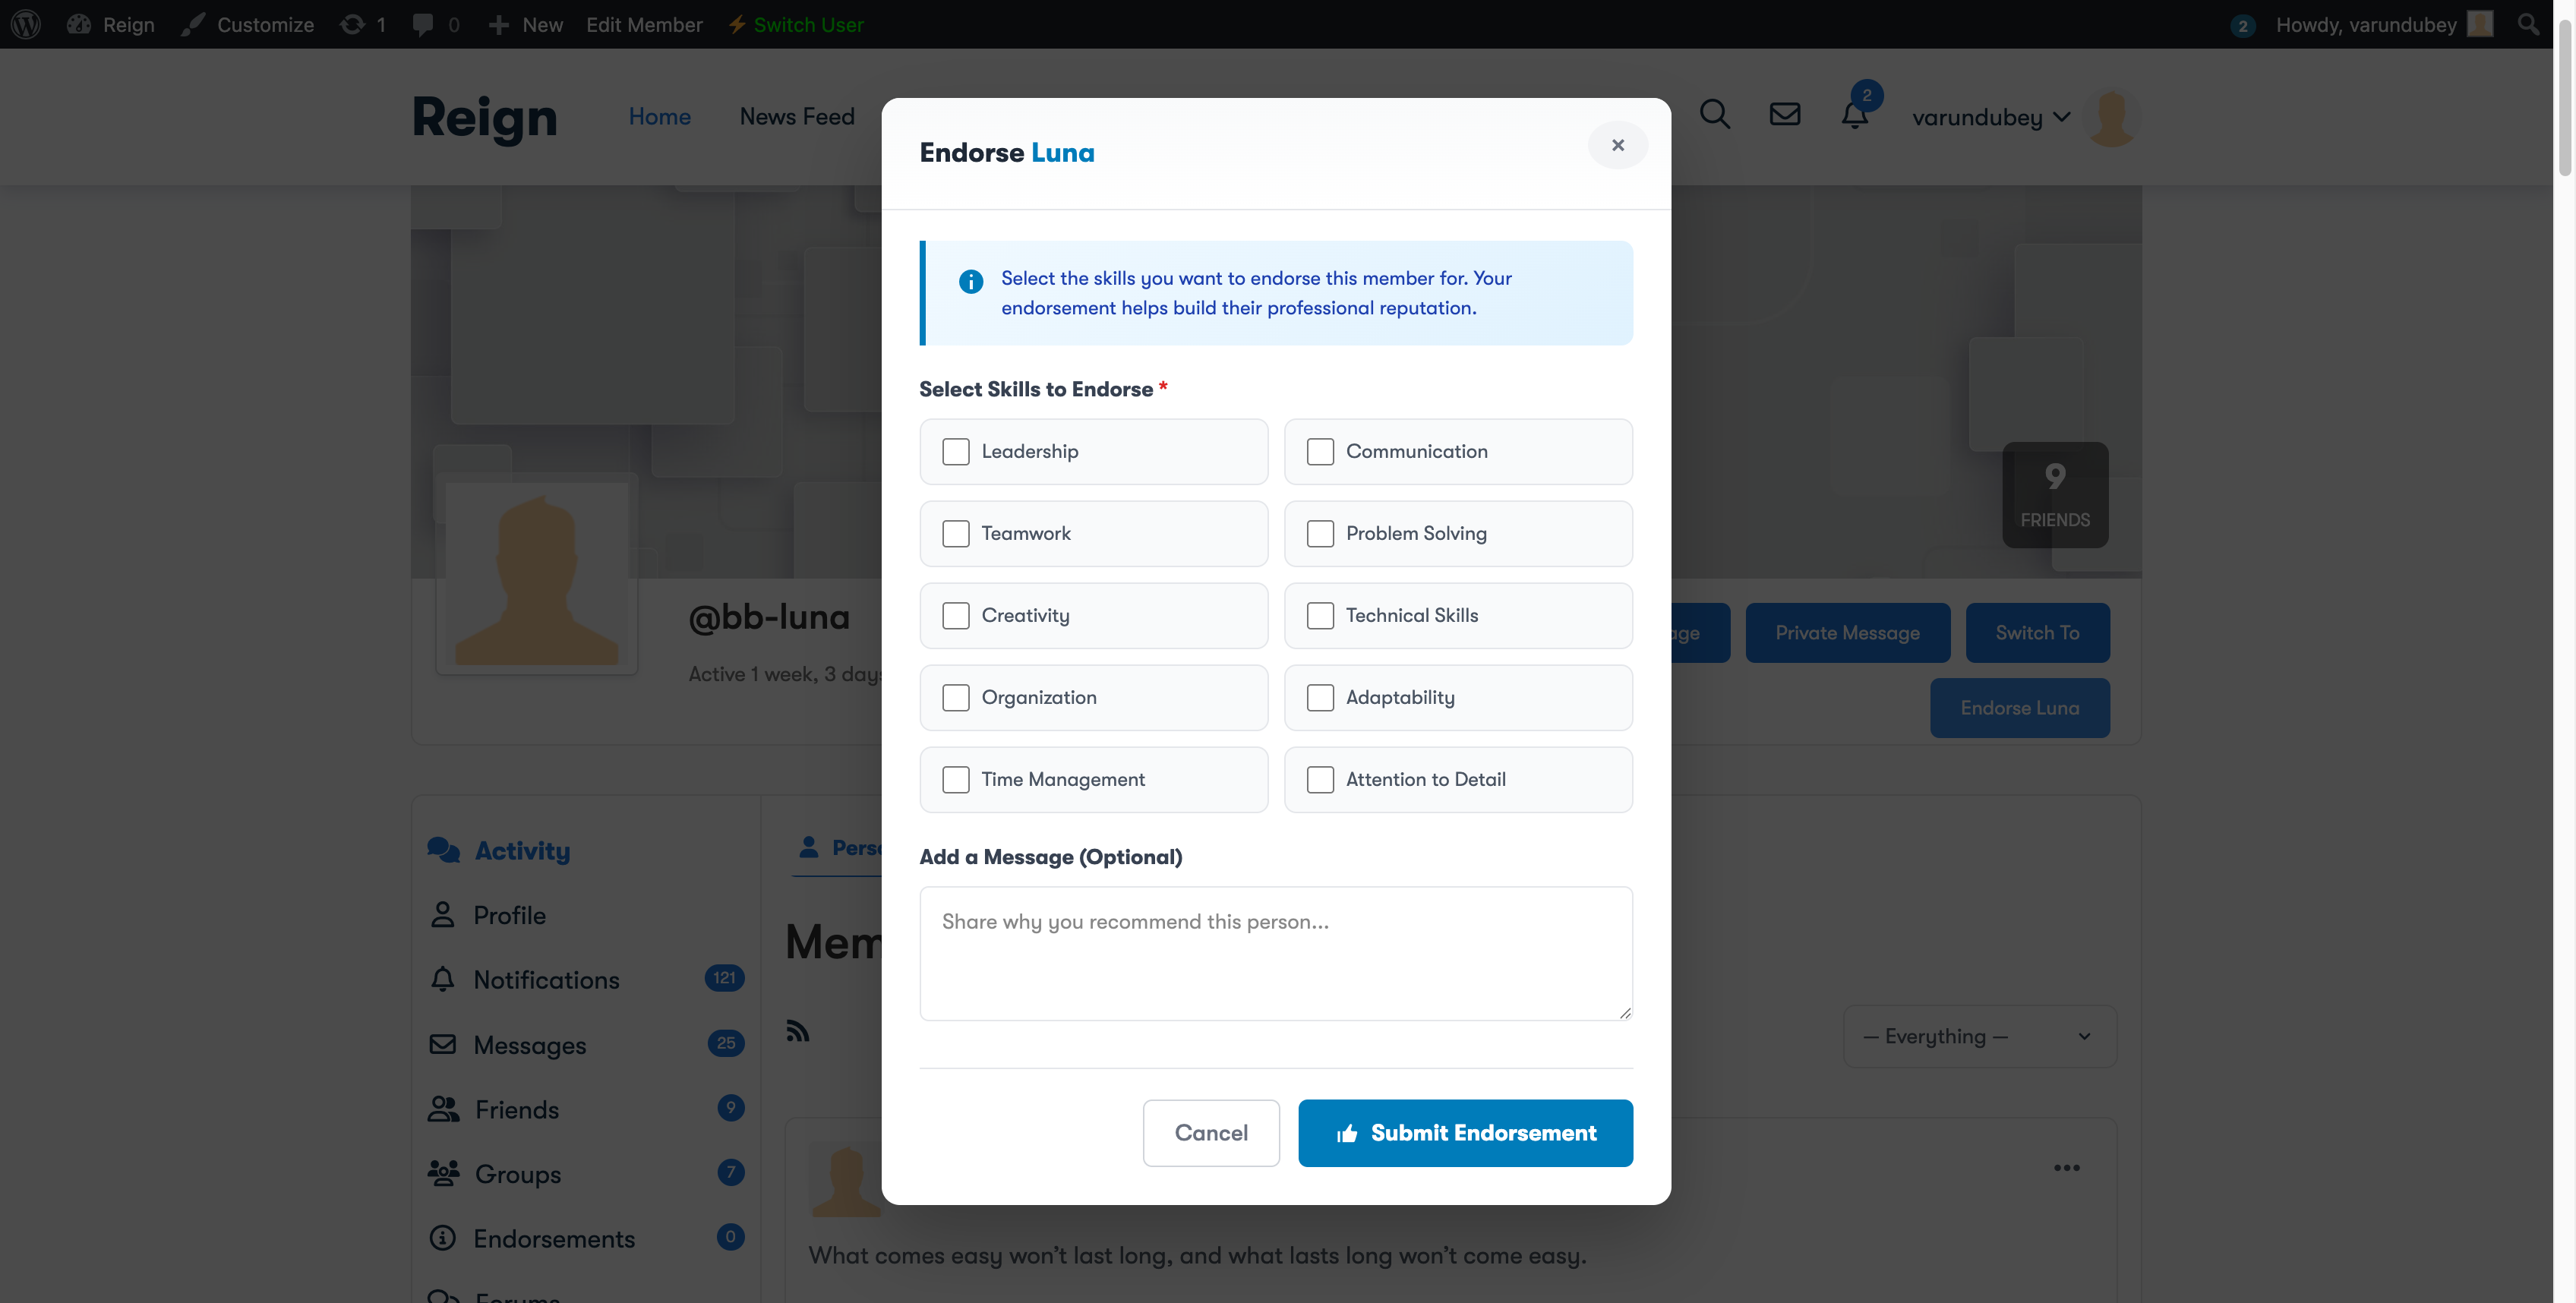 Reign
Customize
1
0
New
Edit Member
Switch User
2
Howdy, varundubey
Reign
Home
News Feed
2
varundubey
Endorse Luna
×
Select the skills you want to endorse this member for. Your
endorsement helps build their professional reputation.
Select Skills to Endorse *
Leadership
Communication
Teamwork
Problem Solving
Creativity
Technical Skills
Organization
Adaptability
Time Management
Attention to Detail
Add a Message (Optional)
Share why you recommend this person...
Cancel
Submit Endorsement
9
FRIENDS
@bb-luna
Active 1 week, 3 days
Private Message
Switch To
Endorse Luna
Activity
Profile
Notifications 121
Messages 25
Friends 9
Groups 7
Endorsements 0
— Everything —
What comes easy won't last long, and what lasts long won't come easy.